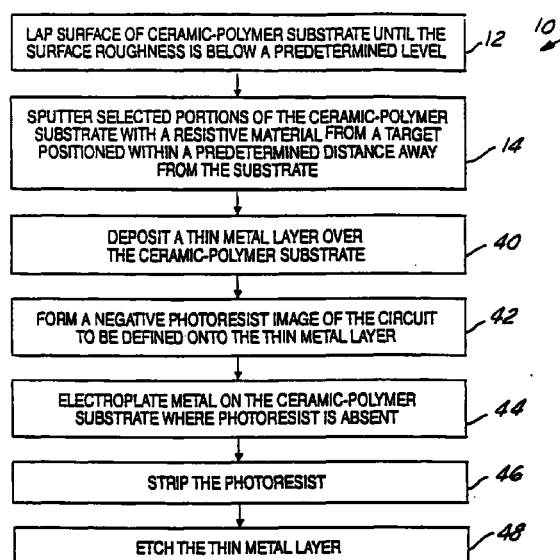 10
LAP SURFACE OF CERAMIC-POLYMER SUBSTRATE UNTIL THE
SURFACE ROUGHNESS IS BELOW A PREDETERMINED LEVEL
12
SPUTTER SELECTED PORTIONS OF THE CERAMIC-POLYMER
SUBSTRATE WITH A RESISTIVE MATERIAL FROM A TARGET
POSITIONED WITHIN A PREDETERMINED DISTANCE AWAY
FROM THE SUBSTRATE
14
DEPOSIT A THIN METAL LAYER OVER
THE CERAMIC-POLYMER SUBSTRATE
40
FORM A NEGATIVE PHOTORESIST IMAGE OF THE CIRCUIT
TO BE DEFINED ONTO THE THIN METAL LAYER
42
ELECTROPLATE METAL ON THE CERAMIC-POLYMER
SUBSTRATE WHERE PHOTORESIST IS ABSENT
44
STRIP THE PHOTORESIST
46
ETCH THE THIN METAL LAYER
48